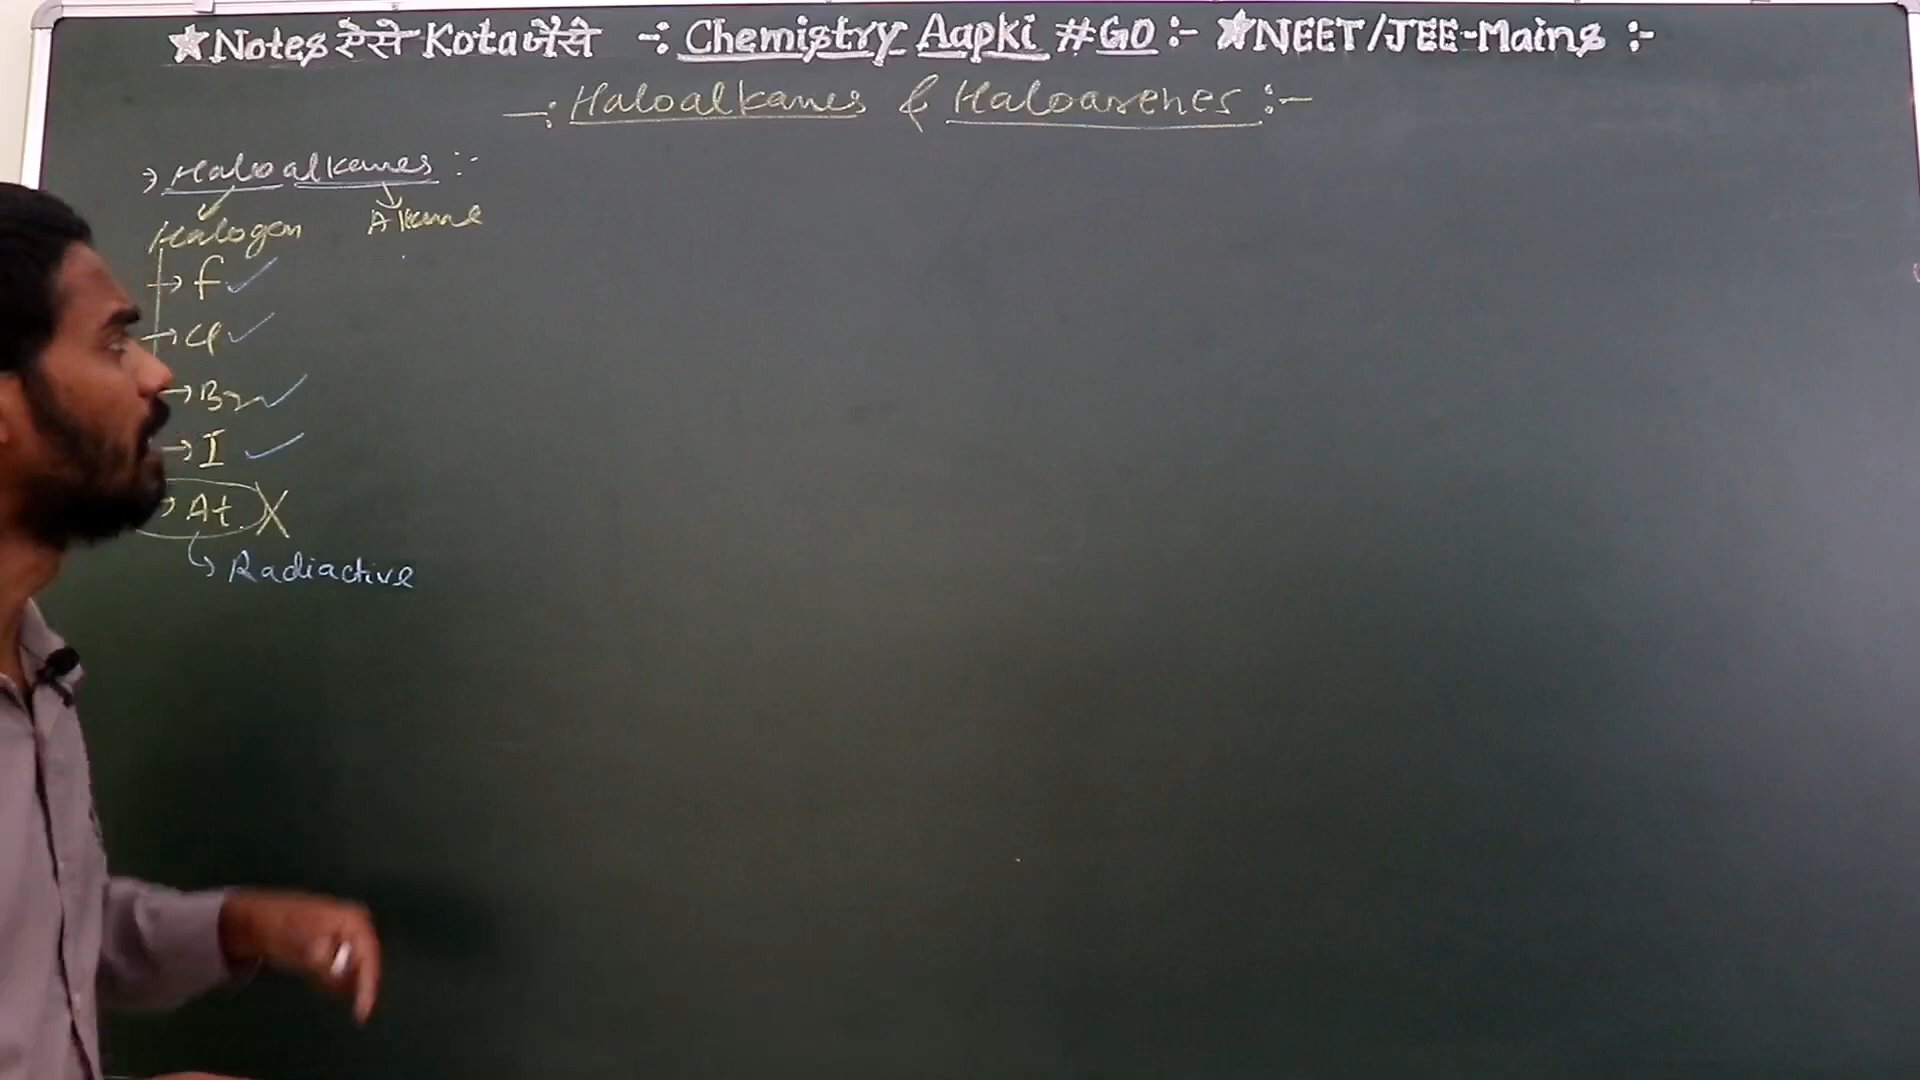 ★Notes ऐसे Kota जैसे -: Chemistry Aapki #GO :- ★NEET/JEE-Mains :-
-: Haloalkanes & Haloarenes :-
→ Haloalkanes :-
Halogen Alkane
→ F ✓
→ Cl ✓
→ Br ✓
→ I ✓
→ At X
↳ Radiactive